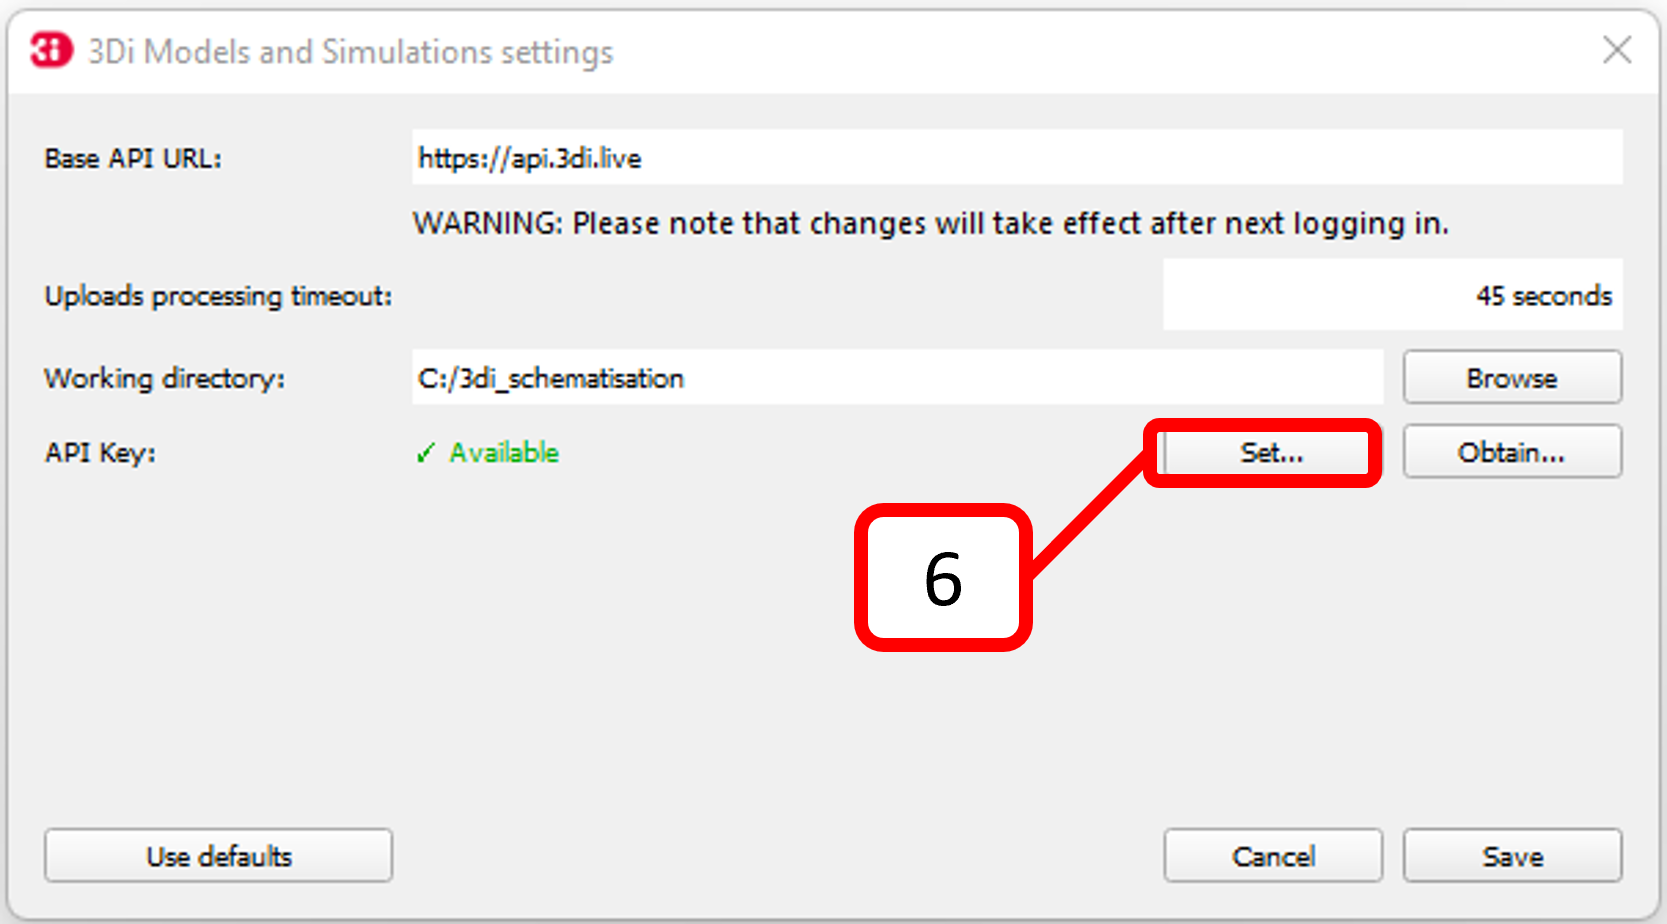 3Di 3Di Models and Simulations settings
Base API URL: https://api.3di.live
WARNING: Please note that changes will take effect after next logging in.
Uploads processing timeout: 45 seconds
Working directory: C:/3di_schematisation Browse
API Key: ✓ Available Set... Obtain...
6
Use defaults Cancel Save